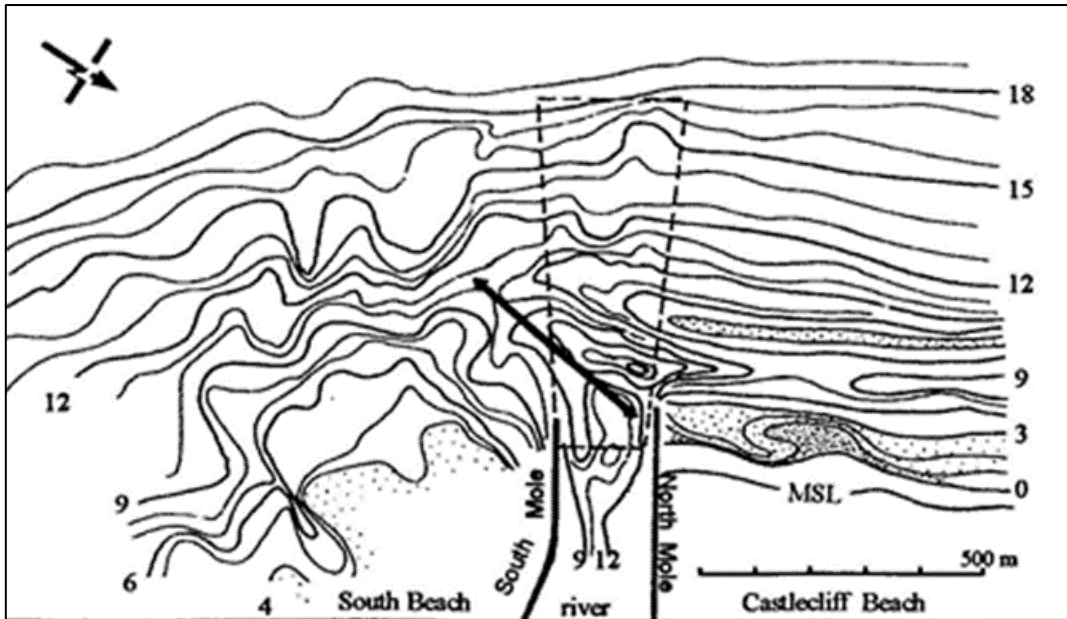 N
18
15
12
12
9
9
3
MSL
0
6
4
South Mole
North Mole
9 12
500 m
South Beach
river
Castlecliff Beach